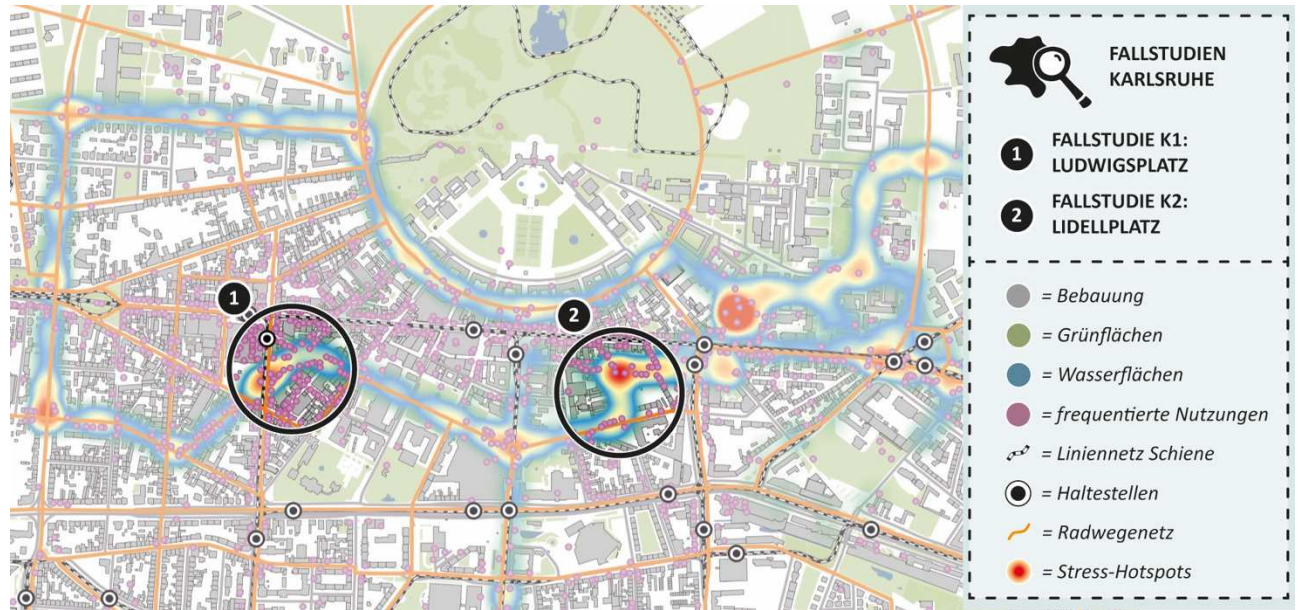 1
2
FALLSTUDIEN
KARLSRUHE
1 FALLSTUDIE K1:
LUDWIGSPLATZ
2 FALLSTUDIE K2:
LIDELLPLATZ
= Bebauung
= Grünflächen
= Wasserflächen
= frequentierte Nutzungen
= Liniennetz Schiene
= Haltestellen
= Radwegenetz
= Stress-Hotspots